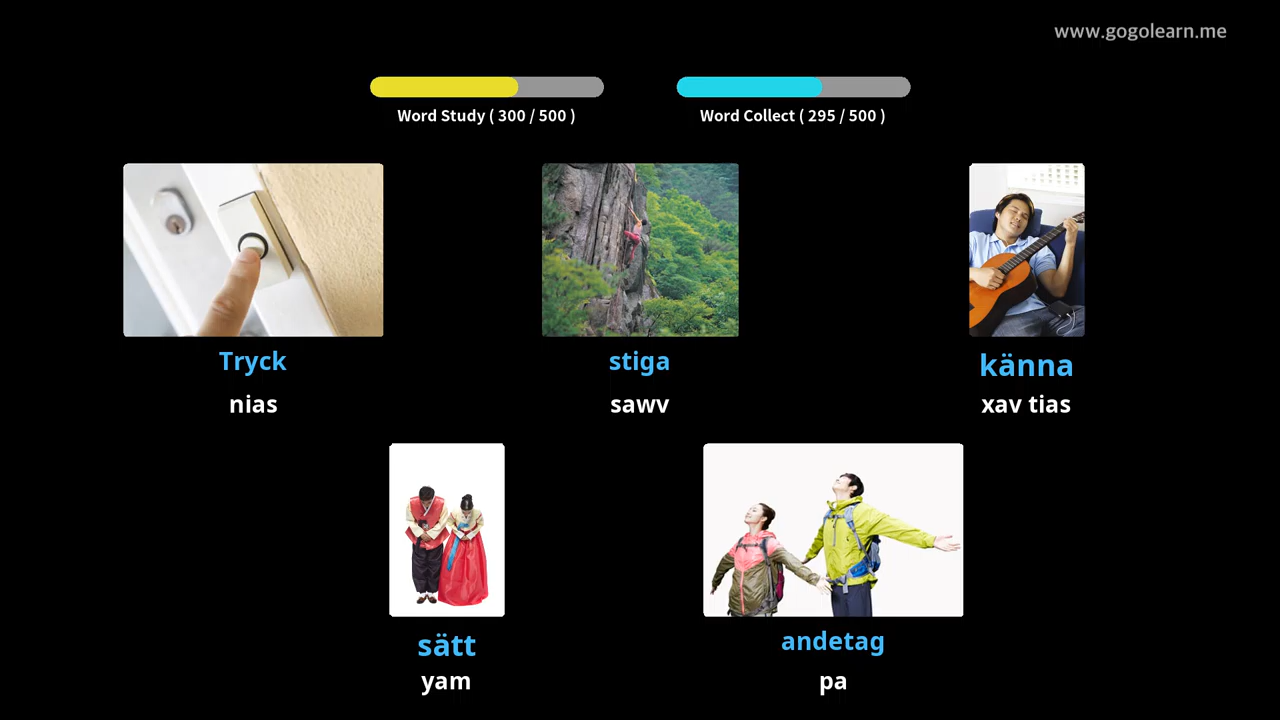 www.gogolearn.me
Word Study ( 300 / 500 )
Word Collect ( 295 / 500 )
Tryck
nias
stiga
sawv
känna
xav tias
sätt
yam
andetag
pa